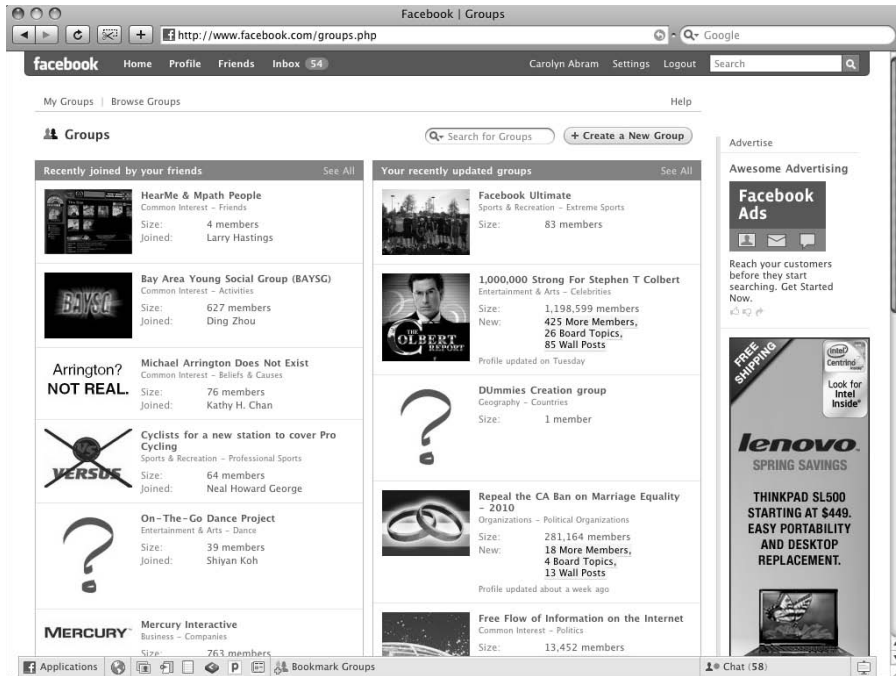 Facebook | Groups
http://www.facebook.com/groups.php
Google
facebook Home Profile Friends Inbox 54 Carolyn Abram Settings Logout Search
My Groups | Browse Groups Help
Groups
Search for Groups
+ Create a New Group
Recently joined by your friends See All
HearMe & Mpath People
Common Interest – Friends
Size: 4 members
Joined: Larry Hastings
BAYSG
Bay Area Young Social Group (BAYSG)
Common Interest – Activities
Size: 627 members
Joined: Ding Zhou
Arrington?
NOT REAL.
Michael Arrington Does Not Exist
Common Interest – Beliefs & Causes
Size: 76 members
Joined: Kathy H. Chan
VS
VERSUS
Cyclists for a new station to cover Pro
Cycling
Sports & Recreation – Professional Sports
Size: 64 members
Joined: Neal Howard George
?
On-The-Go Dance Project
Entertainment & Arts – Dance
Size: 39 members
Joined: Shiyan Koh
MERCURY
Mercury Interactive
Business – Companies
Size: 763 members
Your recently updated groups See All
Facebook Ultimate
Sports & Recreation – Extreme Sports
Size: 83 members
THE
COLBERT
REPORT
1,000,000 Strong For Stephen T Colbert
Entertainment & Arts – Celebrities
Size: 1,198,599 members
New: 425 More Members,
26 Board Topics,
85 Wall Posts
Profile updated on Tuesday
?
DUmmies Creation group
Geography – Countries
Size: 1 member
Repeal the CA Ban on Marriage Equality
– 2010
Organizations – Political Organizations
Size: 281,164 members
New: 18 More Members,
4 Board Topics,
13 Wall Posts
Profile updated about a week ago
Free Flow of Information on the Internet
Common Interest – Politics
Size: 13,452 members
Advertise
Awesome Advertising
Facebook
Ads
Reach your customers
before they start
searching. Get Started
Now.
FREE
SHIPPING
intel
Centrino
Look for
Intel
Inside®
lenovo
SPRING SAVINGS
THINKPAD SL500
STARTING AT $449.
EASY PORTABILITY
AND DESKTOP
REPLACEMENT.
Applications
P
Bookmark Groups
Chat (58)